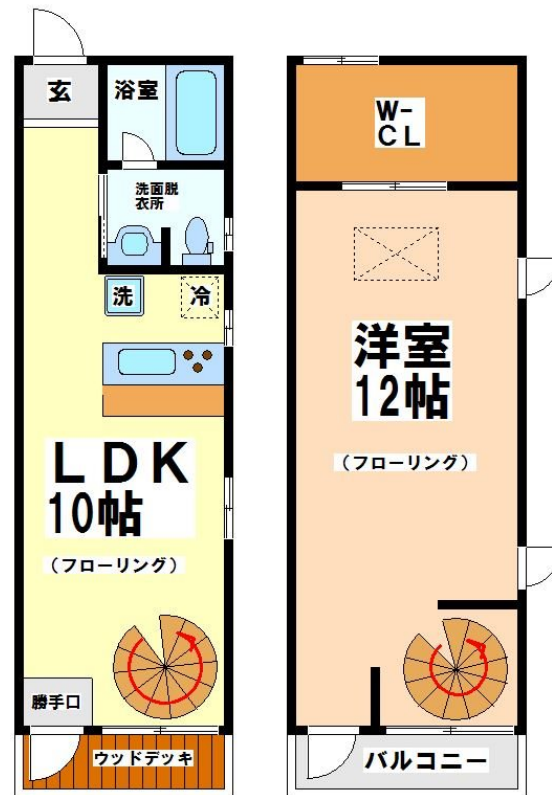 玄
浴室
洗面脱
衣所
洗
冷
LDK
10帖
（フローリング）
勝手口
ウッドデッキ
W-
CL
洋室
12帖
（フローリング）
バルコニー